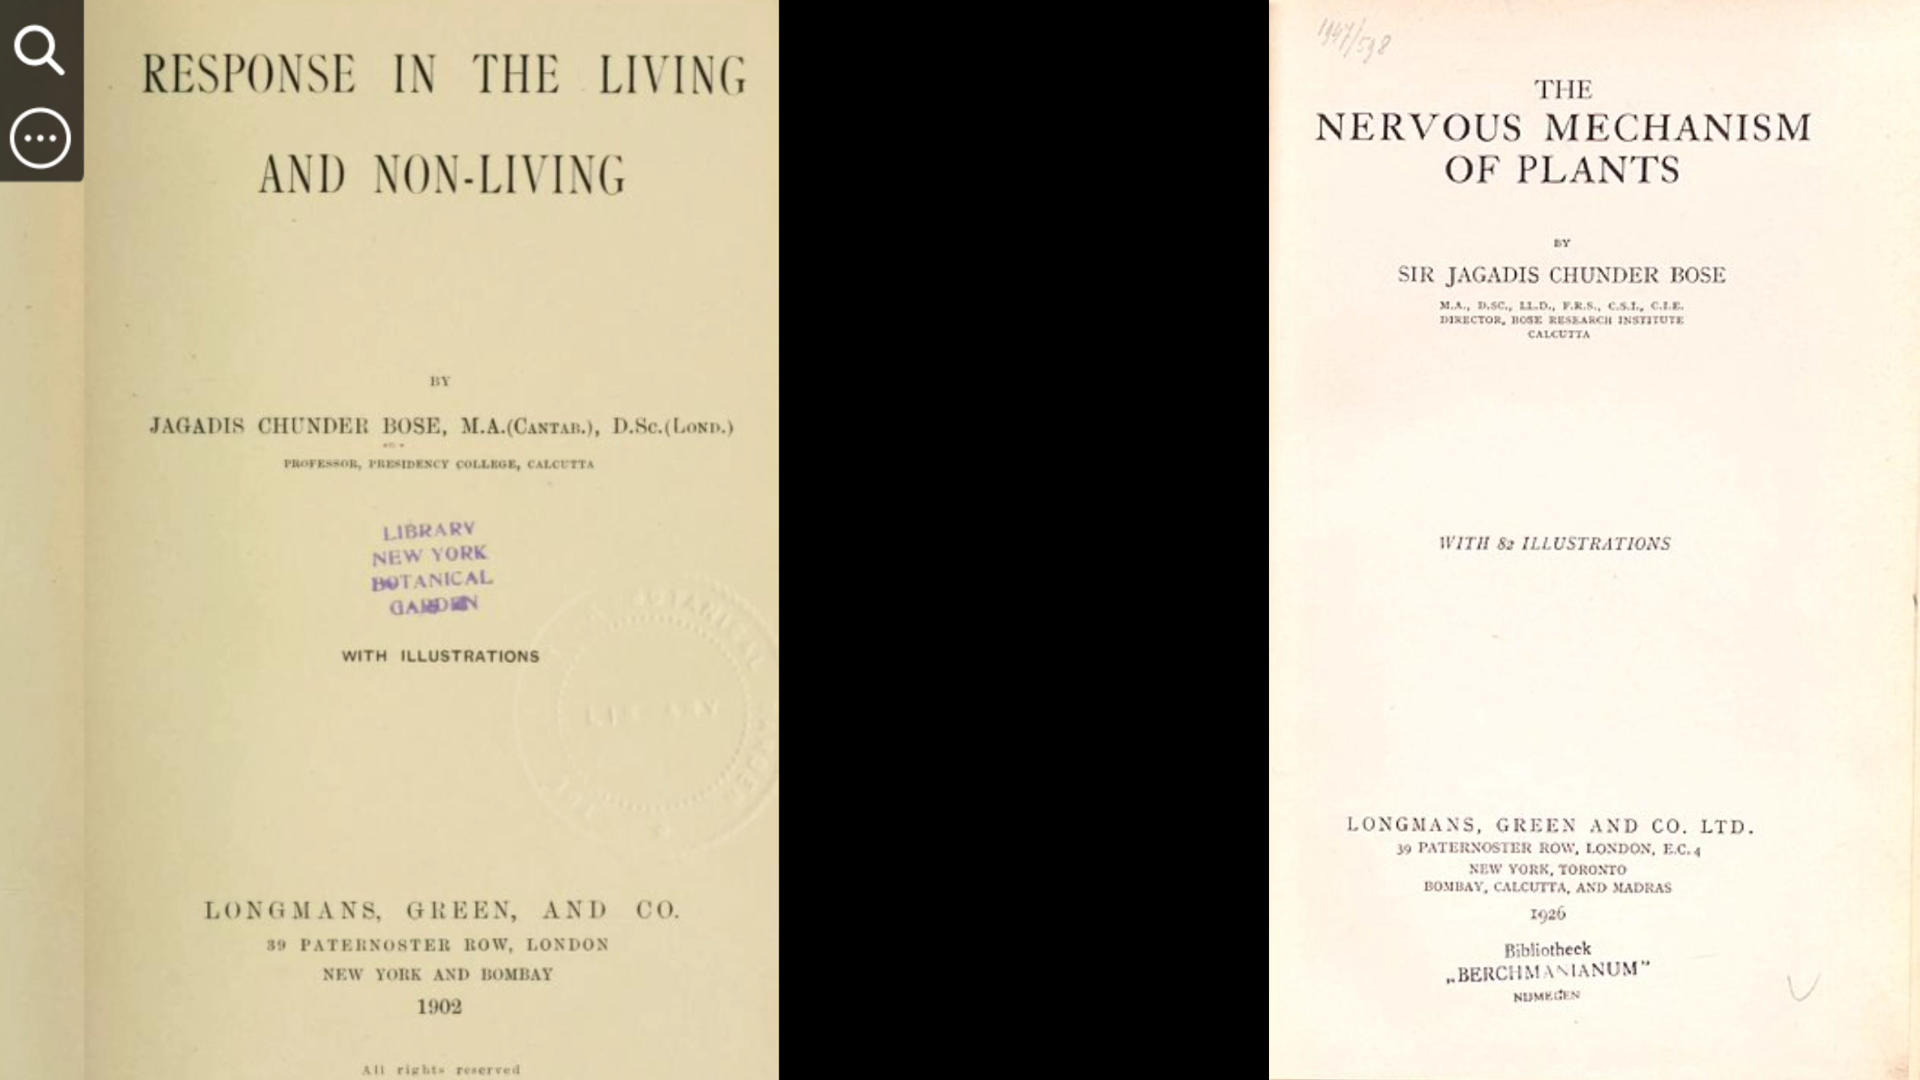 RESPONSE IN THE LIVING
AND NON-LIVING
BY
JAGADIS CHUNDER BOSE, M.A.(CANTAB.), D.Sc.(LOND.)
PROFESSOR, PRESIDENCY COLLEGE, CALCUTTA
LIBRARY
NEW YORK
BOTANICAL
GARDEN
WITH ILLUSTRATIONS
LIBRARY
LONGMANS, GREEN, AND CO.
39 PATERNOSTER ROW, LONDON
NEW YORK AND BOMBAY
1902
All rights reserved
1947/598
THE
NERVOUS MECHANISM
OF PLANTS
BY
SIR JAGADIS CHUNDER BOSE
M.A., D.SC., LL.D., F.R.S., C.S.I., C.I.E.
DIRECTOR, BOSE RESEARCH INSTITUTE
CALCUTTA
WITH 82 ILLUSTRATIONS
LONGMANS, GREEN AND CO. LTD.
39 PATERNOSTER ROW, LONDON, E.C.4
NEW YORK, TORONTO
BOMBAY, CALCUTTA, AND MADRAS
1926
Bibliotheek
„BERCHMANIANUM”
NIJMEGEN